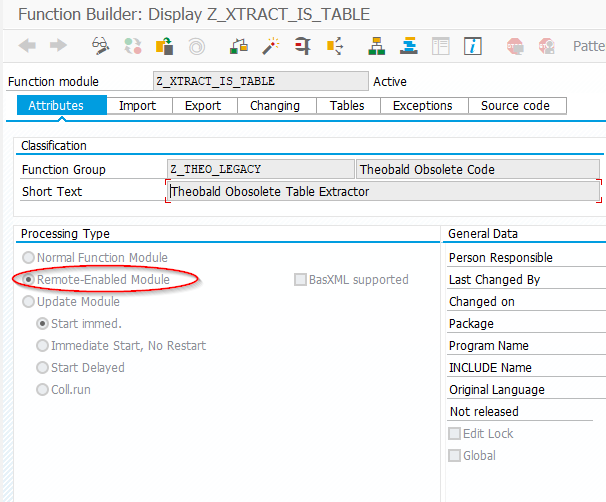 Function Builder: Display Z_XTRACT_IS_TABLE
Patte
Function module Z_XTRACT_IS_TABLE Active
Attributes Import Export Changing Tables Exceptions Source code
Classification
Function Group Z_THEO_LEGACY Theobald Obsolete Code
Short Text Theobald Obosolete Table Extractor
Processing Type
Normal Function Module
Remote-Enabled Module BasXML supported
Update Module
Start immed.
Immediate Start, No Restart
Start Delayed
Coll.run
General Data
Person Responsible
Last Changed By
Changed on
Package
Program Name
INCLUDE Name
Original Language
Not released
Edit Lock
Global